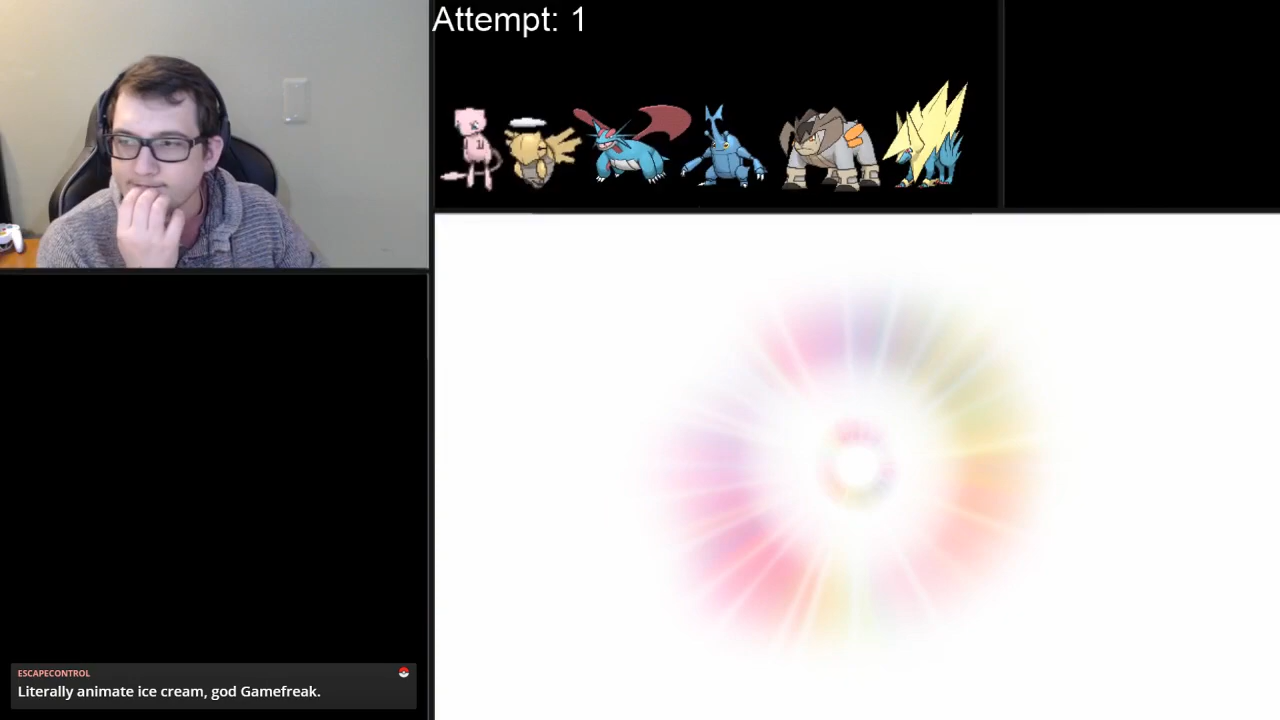 Attempt: 1
ESCAPECONTROL
Literally animate ice cream, god Gamefreak.